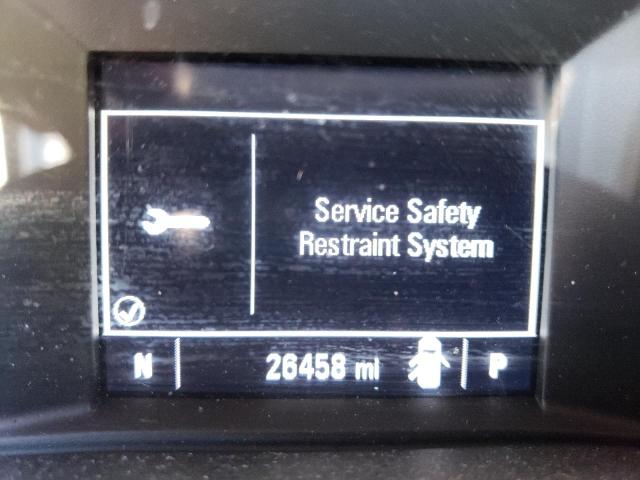 Service Safety
Restraint System
N 26458 mi P